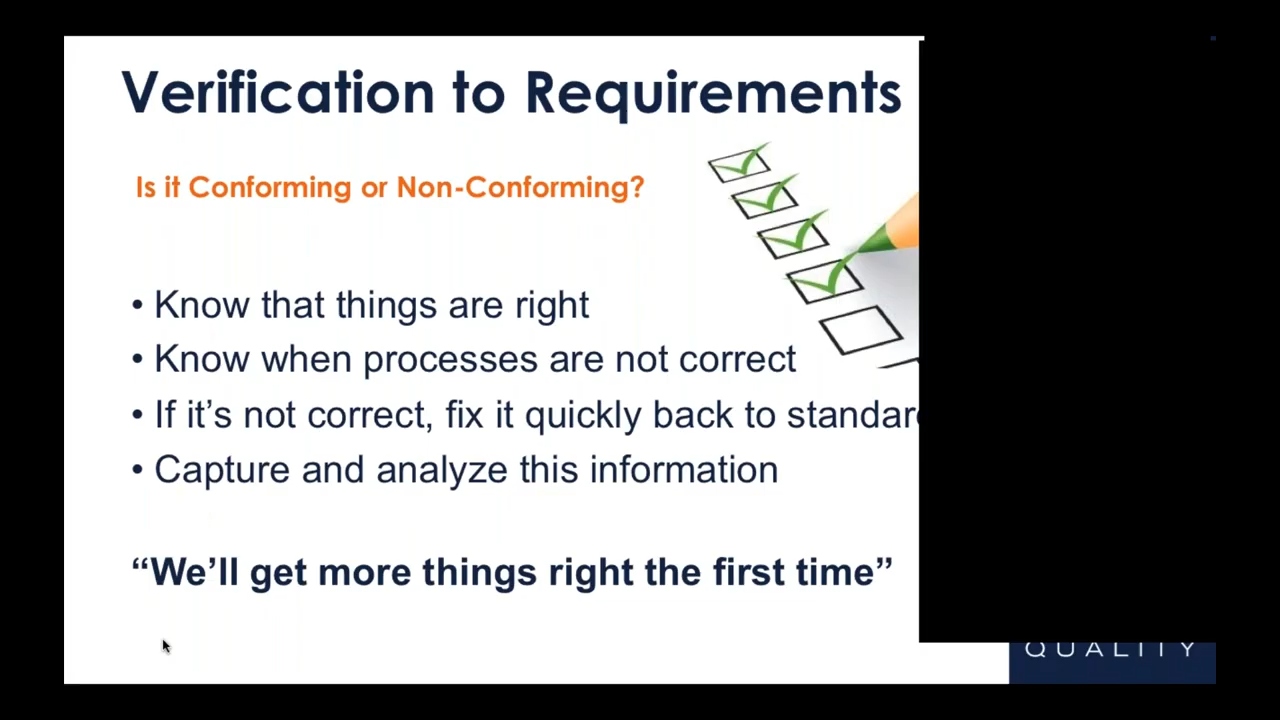 Verification to Requirements
Is it Conforming or Non-Conforming?
• Know that things are right
• Know when processes are not correct
• If it’s not correct, fix it quickly back to
• Capture and analyze this information
“We’ll get more things right the first time”
QUALITY